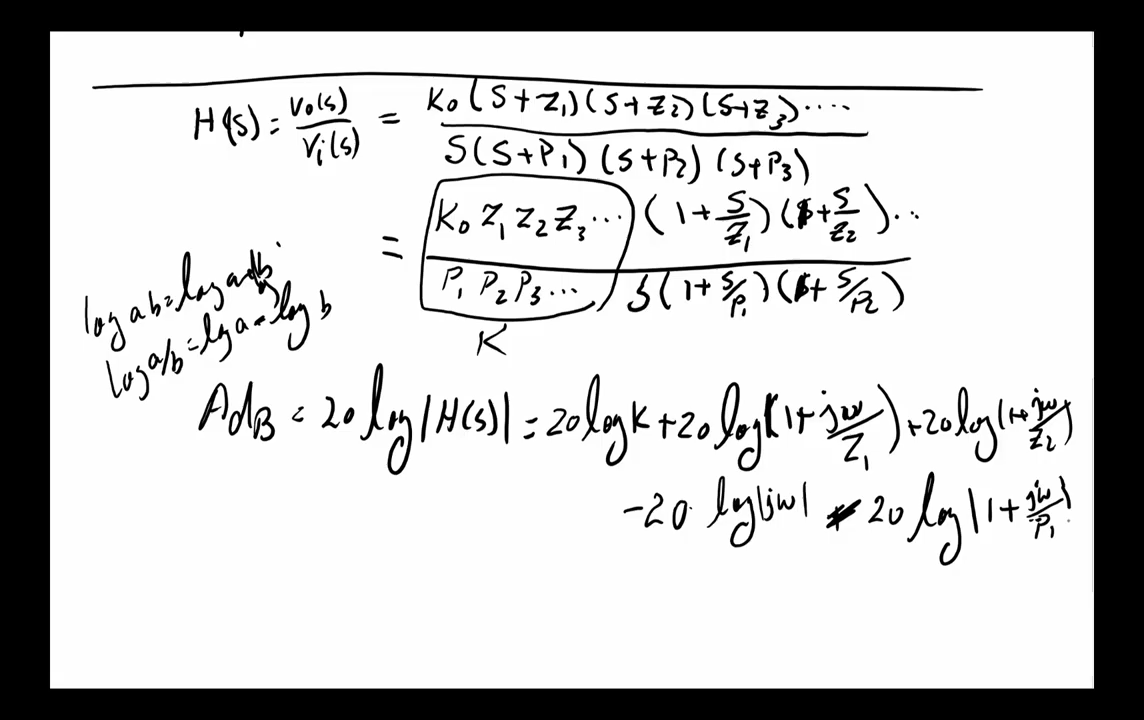 H(s) = Vo(s)/Vi(s) = K0 (S+Z1)(S+Z2)(S+Z3)..... / S(S+P1)(S+P2)(S+P3)
= K0 Z1 Z2 Z3... (1+S/Z1)(1+S/Z2)... / P1 P2 P3... S(1+S/P1)(1+S/P2)
K
log ab = log a + log b
log a/b = log a - log b
AdB = 20 log |H(s)| = 20 log K + 20 log |1+jω/Z1) + 20 log |1+jω/Z2)
-20 log |jω| - 20 log |1+jω/P1|